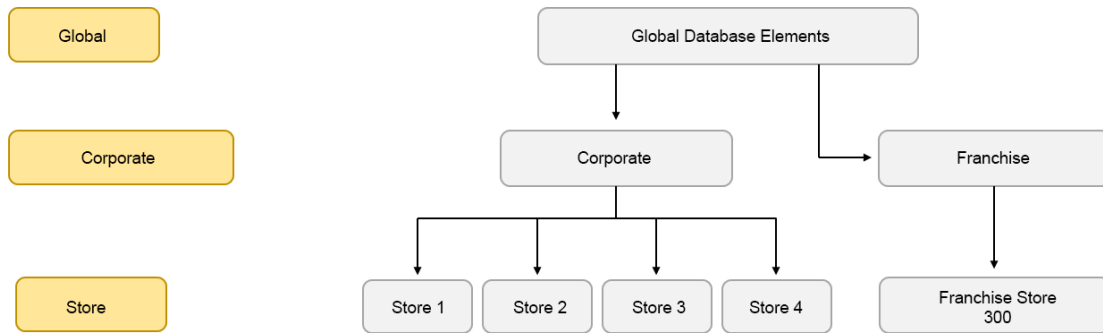 Global
Global Database Elements
Corporate
Corporate
Franchise
Store
Store 1
Store 2
Store 3
Store 4
Franchise Store
300